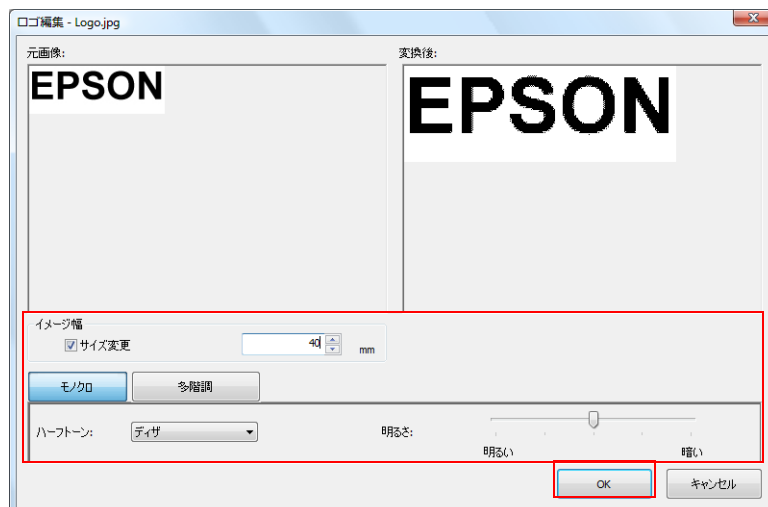 ロゴ編集 - Logo.jpg
元画像:
変換後:
EPSON
EPSON
イメージ幅
サイズ変更
40
mm
モノクロ
多階調
ハーフトーン:
ディザ
明るさ:
明るい
暗い
OK
キャンセル